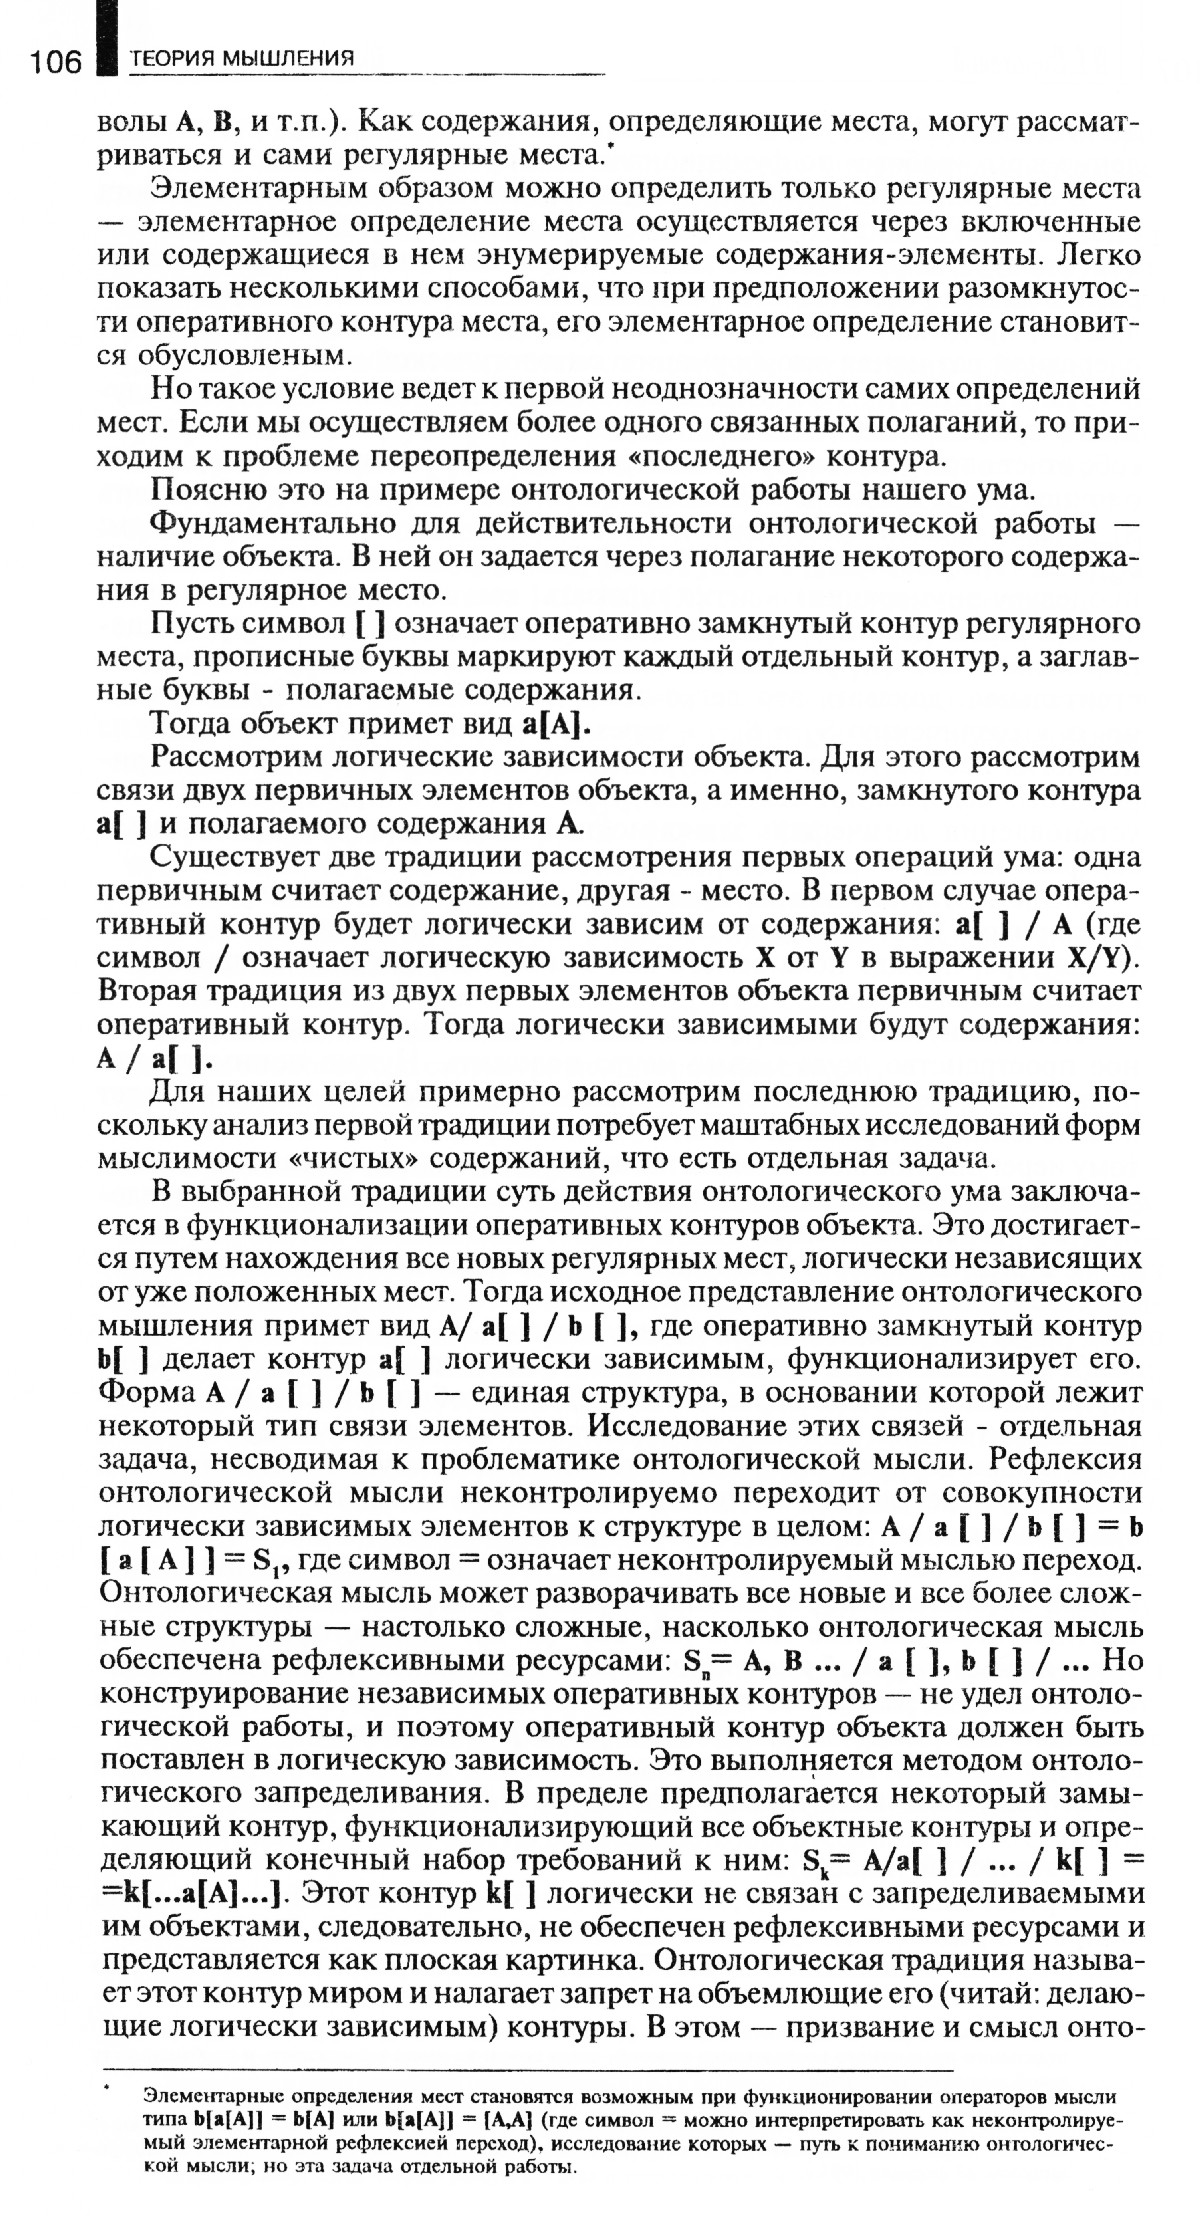 106
ТЕОРИЯ МЫШЛЕНИЯ
волы A, B, и т.п.). Как содержания, определяющие места, могут рассмат-
риваться и сами регулярные места.*
Элементарным образом можно определить только регулярные места
— элементарное определение места осуществляется через включенные
или содержащиеся в нем энумерируемые содержания-элементы. Легко
показать несколькими способами, что при предположении разомкнутос-
ти оперативного контура места, его элементарное определение становит-
ся обусловленым.
Но такое условие ведет к первой неоднозначности самих определений
мест. Если мы осуществляем более одного связанных полаганий, то при-
ходим к проблеме переопределения «последнего» контура.
Поясню это на примере онтологической работы нашего ума.
Фундаментально для действительности онтологической работы —
наличие объекта. В ней он задается через полагание некоторого содержа-
ния в регулярное место.
Пусть символ [ ] означает оперативно замкнутый контур регулярного
места, прописные буквы маркируют каждый отдельный контур, а заглав-
ные буквы - полагаемые содержания.
Тогда объект примет вид a[A].
Рассмотрим логические зависимости объекта. Для этого рассмотрим
связи двух первичных элементов объекта, а именно, замкнутого контура
a[ ] и полагаемого содержания A.
Существует две традиции рассмотрения первых операций ума: одна
первичным считает содержание, другая - место. В первом случае опера-
тивный контур будет логически зависим от содержания: a[ ] / A (где
символ / означает логическую зависимость X от Y в выражении X/Y).
Вторая традиция из двух первых элементов объекта первичным считает
оперативный контур. Тогда логически зависимыми будут содержания:
A / a[ ].
Для наших целей примерно рассмотрим последнюю традицию, по-
скольку анализ первой традиции потребует маштабных исследований форм
мыслимости «чистых» содержаний, что есть отдельная задача.
В выбранной традиции суть действия онтологического ума заключа-
ется в функционализации оперативных контуров объекта. Это достигает-
ся путем нахождения все новых регулярных мест, логически независящих
от уже положенных мест. Тогда исходное представление онтологического
мышления примет вид A/ a[ ] / b [ ], где оперативно замкнутый контур
b[ ] делает контур a[ ] логически зависимым, функционализирует его.
Форма A / a [ ] / b [ ] — единая структура, в основании которой лежит
некоторый тип связи элементов. Исследование этих связей - отдельная
задача, несводимая к проблематике онтологической мысли. Рефлексия
онтологической мысли неконтролируемо переходит от совокупности
логически зависимых элементов к структуре в целом: A / a [ ] / b [ ] = b
[ a [ A ] ] = S₁, где символ = означает неконтролируемый мыслью переход.
Онтологическая мысль может разворачивать все новые и все более слож-
ные структуры — настолько сложные, насколько онтологическая мысль
обеспечена рефлексивными ресурсами: Sₙ= A, B ... / a [ ], b [ ] / ... Но
конструирование независимых оперативных контуров — не удел онтоло-
гической работы, и поэтому оперативный контур объекта должен быть
поставлен в логическую зависимость. Это выполняется методом онтоло-
гического запределивания. В пределе предполагается некоторый замы-
кающий контур, функционализирующий все объектные контуры и опре-
деляющий конечный набор требований к ним: Sₖ= A/a[ ] / ... / k[ ] =
=k[...a[A]...]. Этот контур k[ ] логически не связан с запределиваемыми
им объектами, следовательно, не обеспечен рефлексивными ресурсами и
представляется как плоская картинка. Онтологическая традиция называ-
ет этот контур миром и налагает запрет на объемлющие его (читай: делаю-
щие логически зависимым) контуры. В этом — призвание и смысл онто-
* Элементарные определения мест становятся возможным при функционировании операторов мысли
типа b[a[A]] = b[A] или b[a[A]] = [A,A] (где символ = можно интерпретировать как неконтролируе-
мый элементарной рефлексией переход), исследование которых — путь к пониманию онтологичес-
кой мысли; но эта задача отдельной работы.